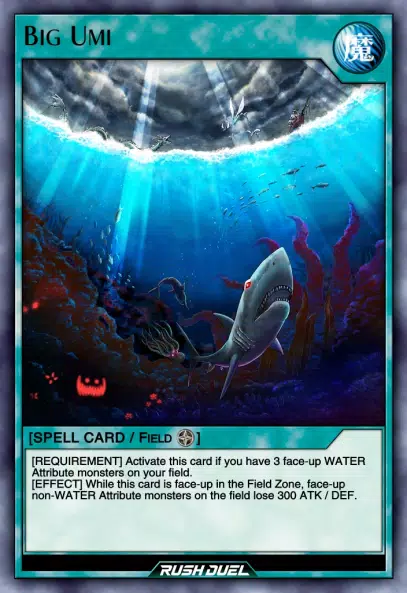 BIG UMI
魔
[SPELL CARD / FIELD]
[REQUIREMENT] Activate this card if you have 3 face-up WATER
Attribute monsters on your field.
[EFFECT] While this card is face-up in the Field Zone, face-up
non-WATER Attribute monsters on the field lose 300 ATK / DEF.
RUSH DUEL